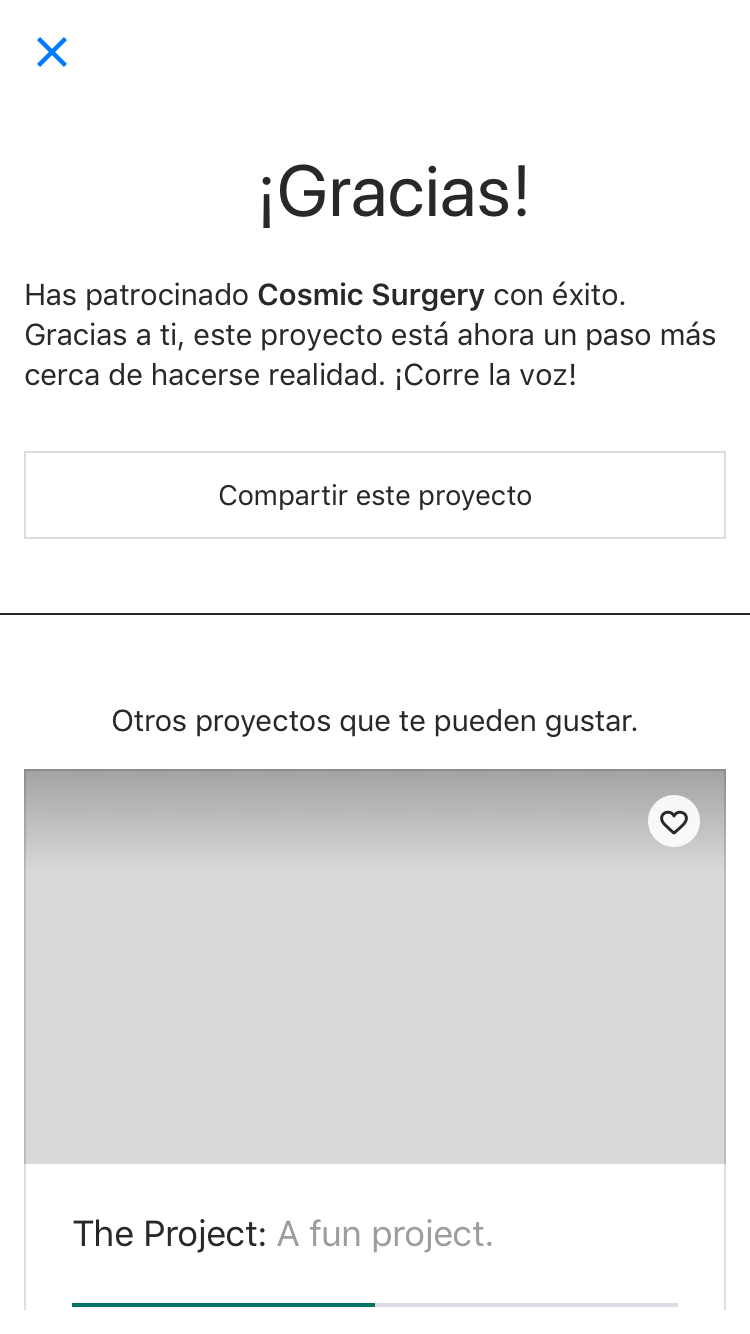 ¡Gracias!
Has patrocinado Cosmic Surgery con éxito.
Gracias a ti, este proyecto está ahora un paso más
cerca de hacerse realidad. ¡Corre la voz!
Compartir este proyecto
Otros proyectos que te pueden gustar.
The Project: A fun project.